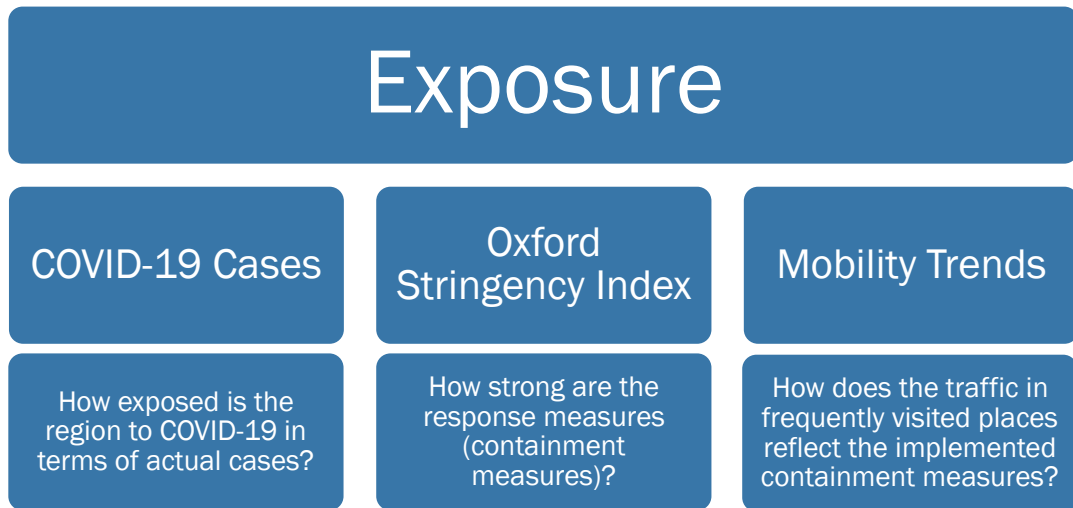 Exposure
COVID-19 Cases
Oxford
Stringency Index
Mobility Trends
How exposed is the
region to COVID-19 in
terms of actual cases?
How strong are the
response measures
(containment
measures)?
How does the traffic in
frequently visited places
reflect the implemented
containment measures?